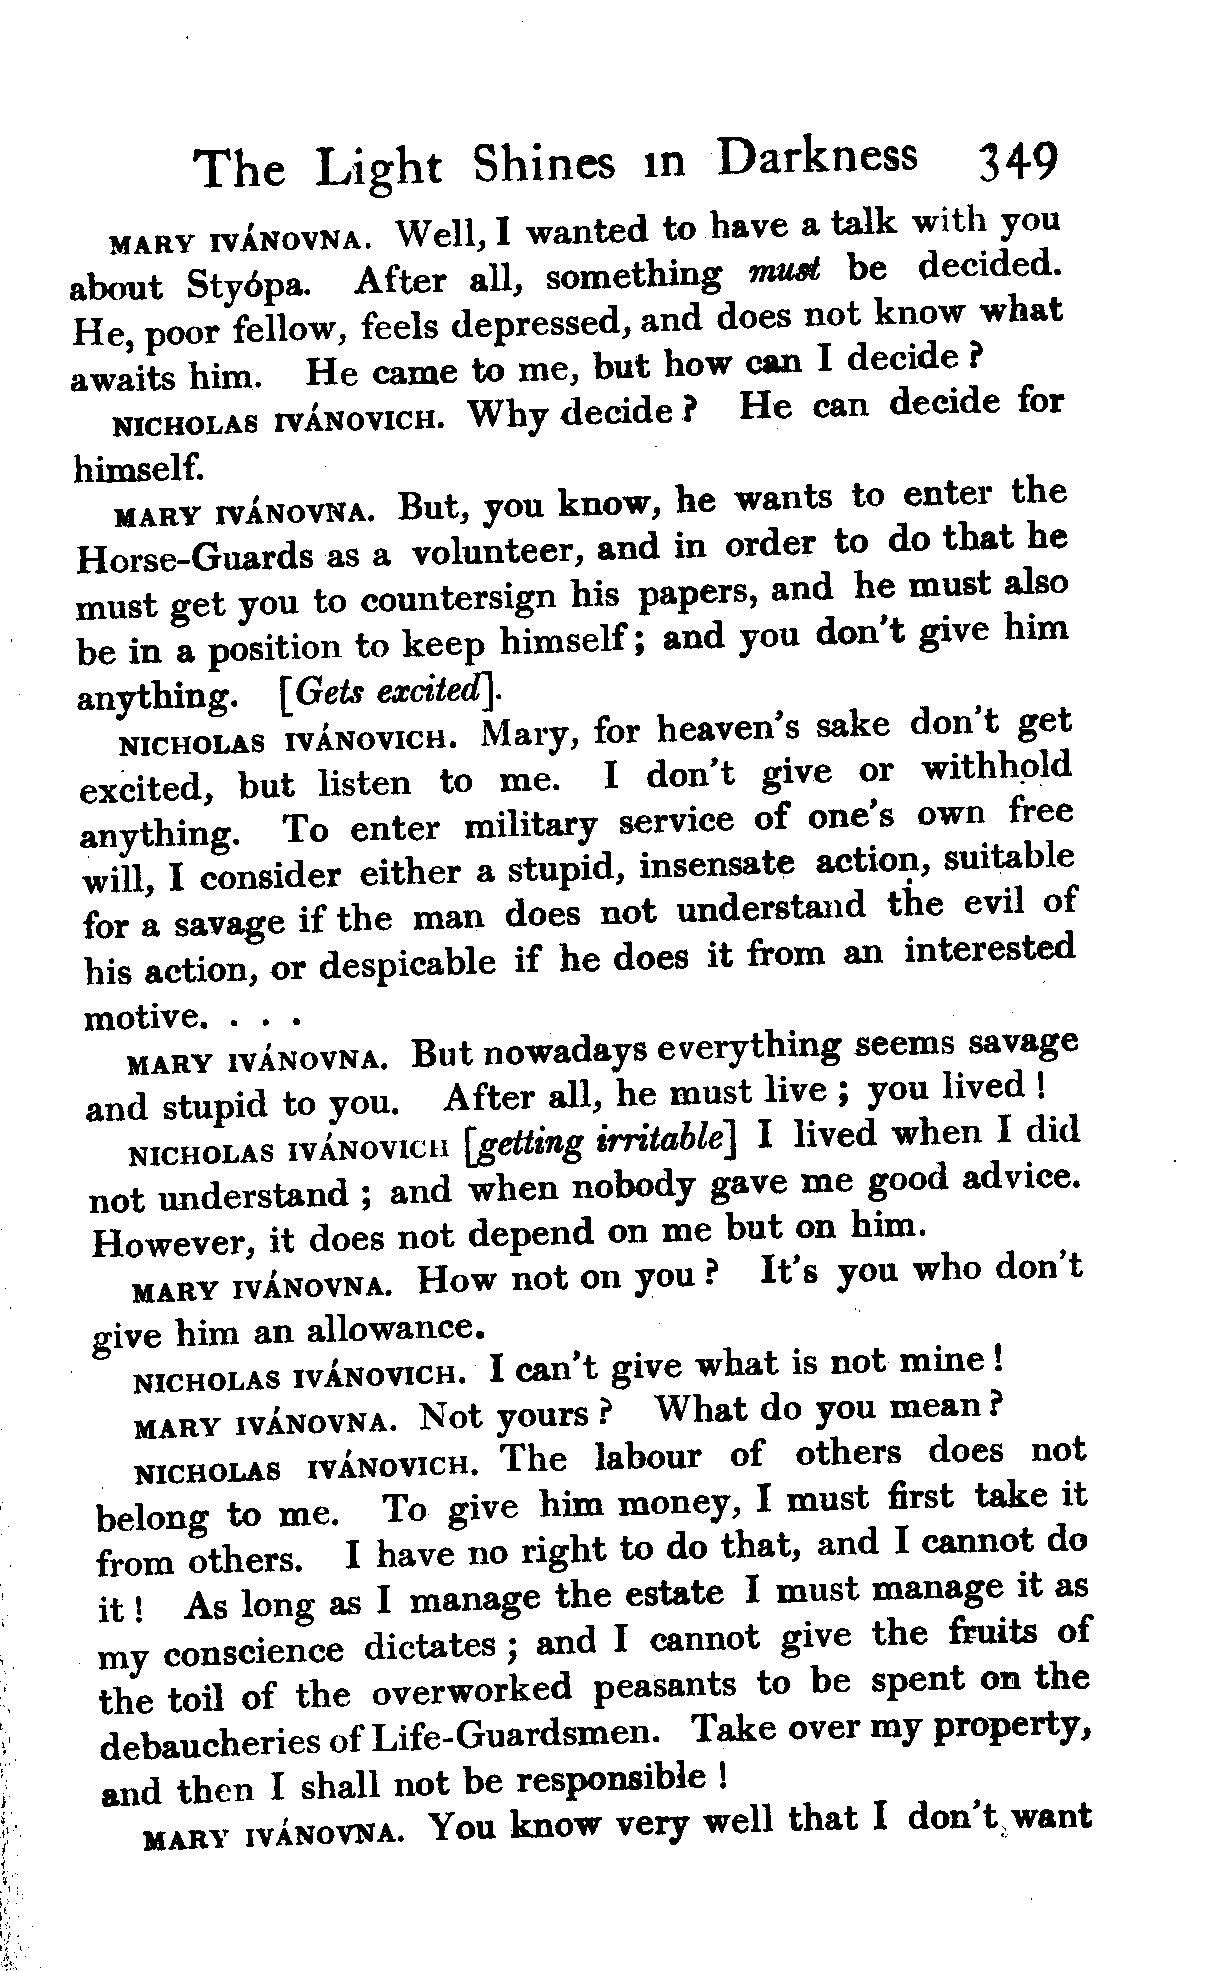 The Light Shines in Darkness 349
MARY IVÁNOVNA. Well, I wanted to have a talk with you
about Styópa. After all, something must be decided.
He, poor fellow, feels depressed, and does not know what
awaits him. He came to me, but how can I decide ?
NICHOLAS IVÁNOVICH. Why decide ? He can decide for
himself.
MARY IVÁNOVNA. But, you know, he wants to enter the
Horse-Guards as a volunteer, and in order to do that he
must get you to countersign his papers, and he must also
be in a position to keep himself ; and you don't give him
anything. [Gets excited].
NICHOLAS IVÁNOVICH. Mary, for heaven's sake don't get
excited, but listen to me. I don't give or withhold
anything. To enter military service of one's own free
will, I consider either a stupid, insensate action, suitable
for a savage if the man does not understand the evil of
his action, or despicable if he does it from an interested
motive. . . .
MARY IVÁNOVNA. But nowadays everything seems savage
and stupid to you. After all, he must live ; you lived !
NICHOLAS IVÁNOVICH [getting irritable] I lived when I did
not understand ; and when nobody gave me good advice.
However, it does not depend on me but on him.
MARY IVÁNOVNA. How not on you ? It's you who don't
give him an allowance.
NICHOLAS IVÁNOVICH. I can't give what is not mine !
MARY IVÁNOVNA. Not yours ? What do you mean ?
NICHOLAS IVÁNOVICH. The labour of others does not
belong to me. To give him money, I must first take it
from others. I have no right to do that, and I cannot do
it ! As long as I manage the estate I must manage it as
my conscience dictates ; and I cannot give the fruits of
the toil of the overworked peasants to be spent on the
debaucheries of Life-Guardsmen. Take over my property,
and then I shall not be responsible !
MARY IVÁNOVNA. You know very well that I don't want